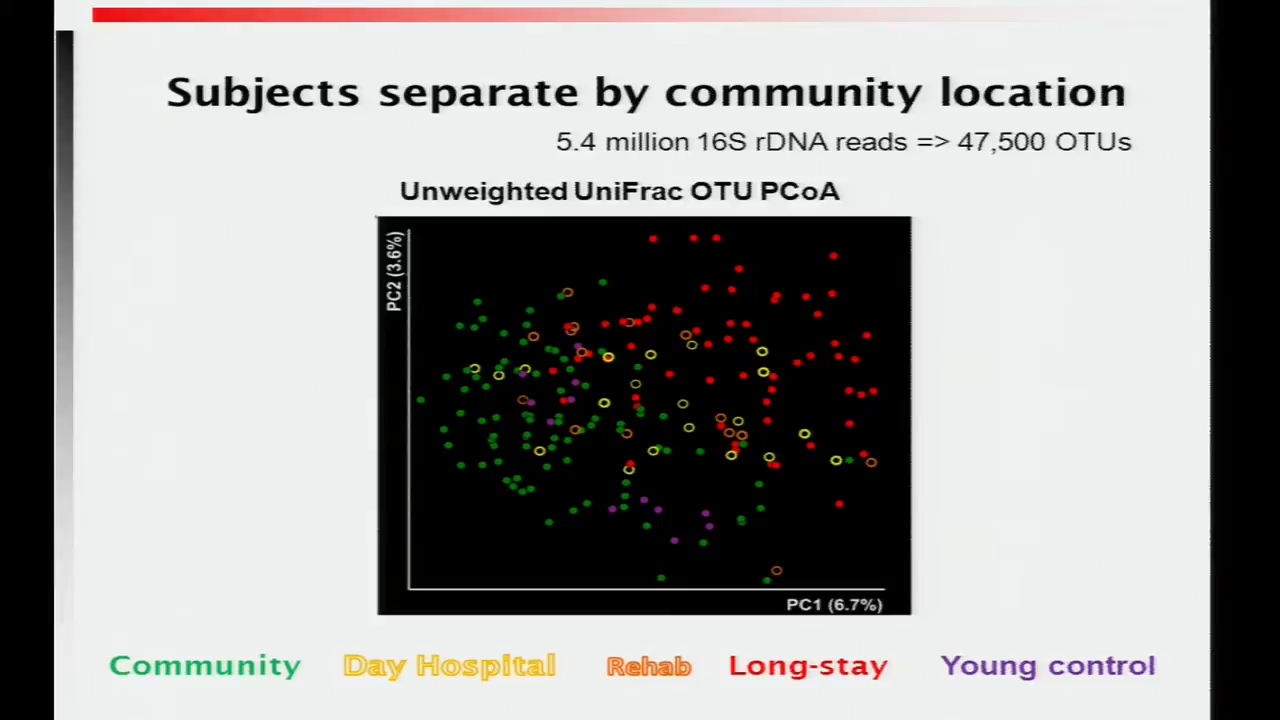 Subjects separate by community location
5.4 million 16S rDNA reads => 47,500 OTUs
Unweighted UniFrac OTU PCoA
PC2 (3.6%)
PC1 (6.7%)
Community Day Hospital Rehab Long-stay Young control